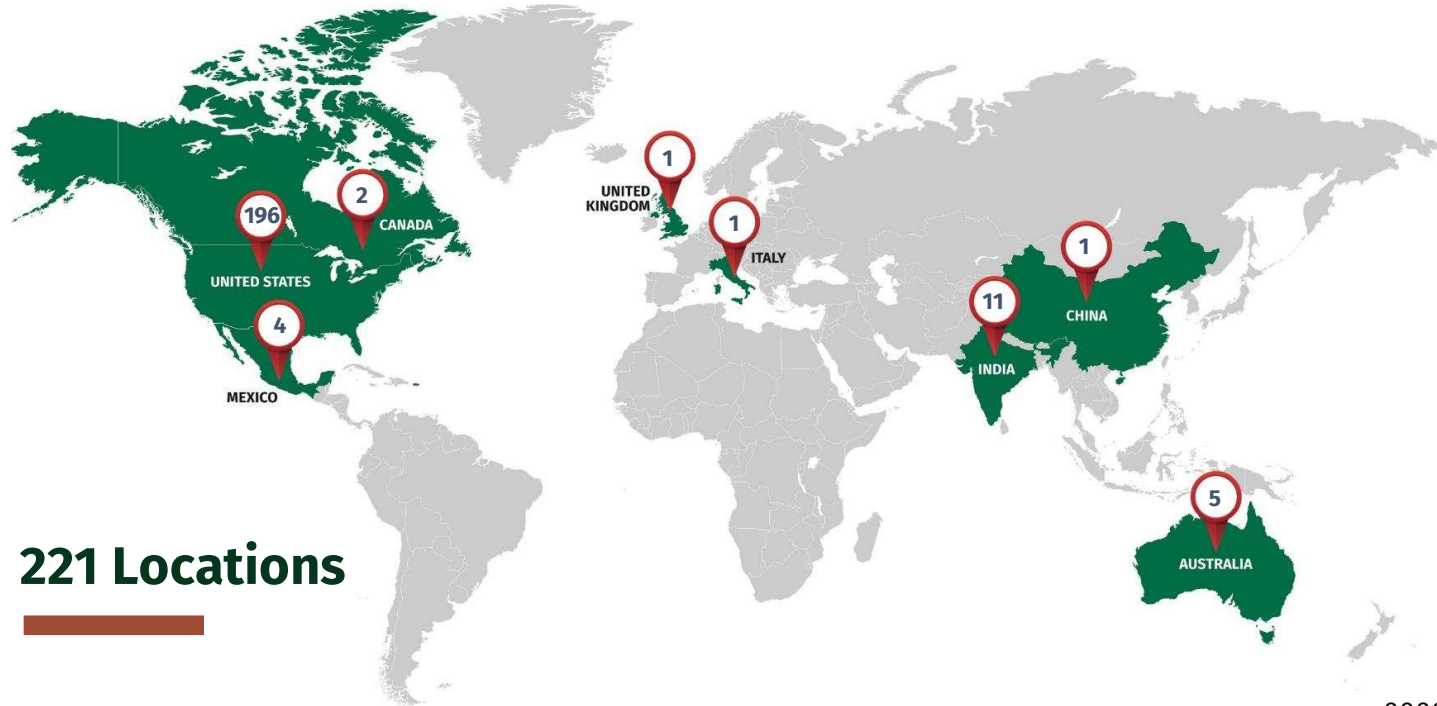 1
2
UNITED
KINGDOM
196
CANADA
1
1
ITALY
UNITED STATES
11
4
CHINA
INDIA
MEXICO
5
221 Locations
AUSTRALIA